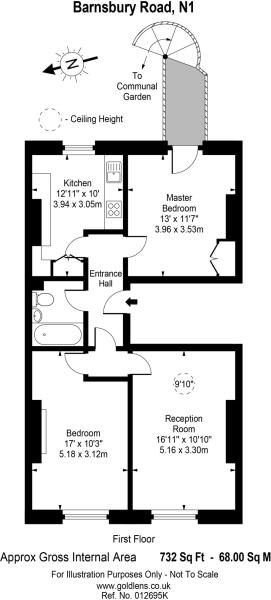 Barnsbury Road, N1
N
To
Communal
Garden
- Ceiling Height
Kitchen
12'11" x 10'
3.94 x 3.05m
Master
Bedroom
13' x 11'7"
3.96 x 3.53m
Entrance
Hall
9'10"
Bedroom
17' x 10'3"
5.18 x 3.12m
Reception
Room
16'11" x 10'10"
5.16 x 3.30m
First Floor
Approx Gross Internal Area 732 Sq Ft - 68.00 Sq M
For Illustration Purposes Only - Not To Scale
www.goldlens.co.uk
Ref. No. 012695K